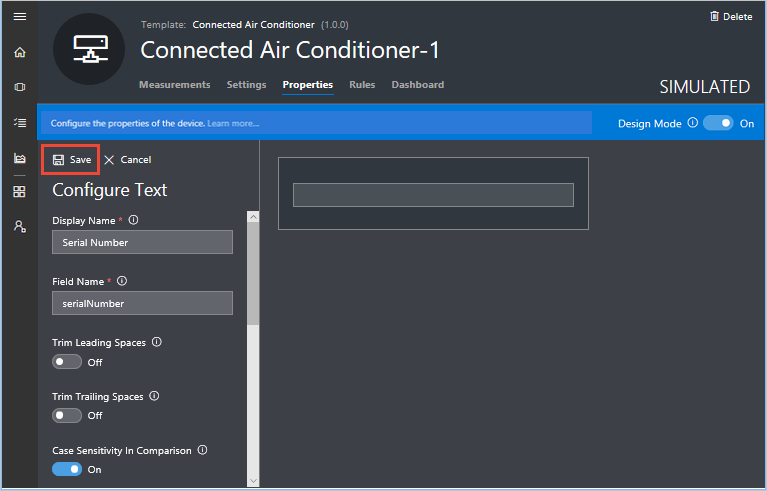 Delete
Template: Connected Air Conditioner (1.0.0)
Connected Air Conditioner-1
Measurements Settings Properties Rules Dashboard
SIMULATED
Configure the properties of the device. Learn more...
Design Mode On
Save Cancel
Configure Text
Display Name *
Serial Number
Field Name *
serialNumber
Trim Leading Spaces
Off
Trim Trailing Spaces
Off
Case Sensitivity In Comparison
On